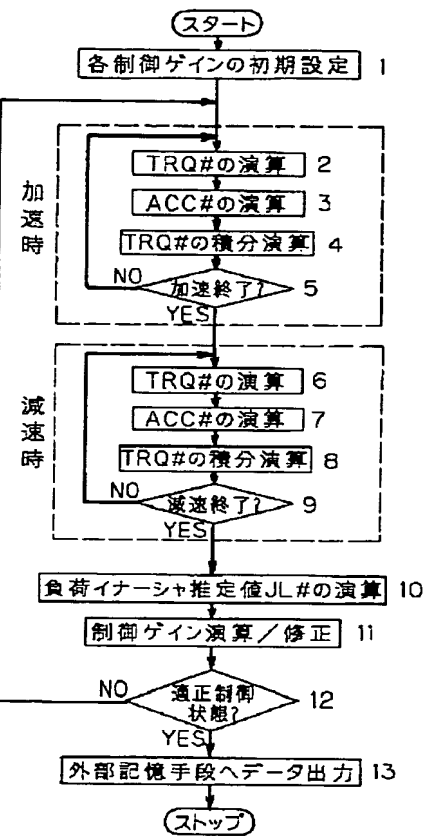 スタート
各制御ゲインの初期設定 1
加速時
TRQ#の演算 2
ACC#の演算 3
TRQ#の積分演算 4
NO
加速終了? 5
YES
減速時
TRQ#の演算 6
ACC#の演算 7
TRQ#の積分演算 8
NO
減速終了? 9
YES
負荷イナーシャ推定値JL#の演算 10
制御ゲイン演算/修正 11
NO
適正制御
状態? 12
YES
外部記憶手段へデータ出力 13
ストップ